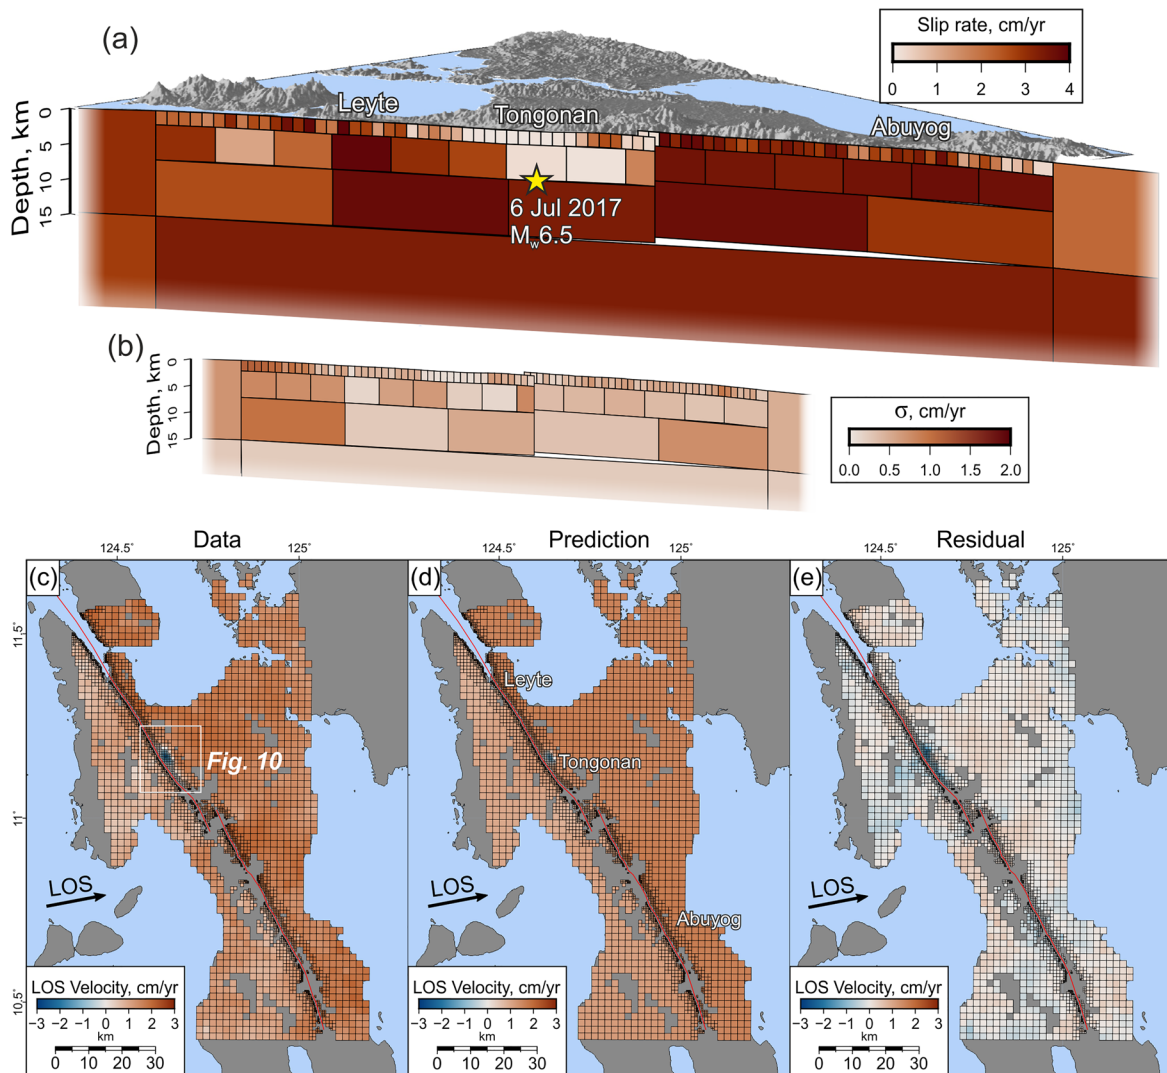 (a)
Slip rate, cm/yr
0 1 2 3 4
Leyte
Tongonan
Abuyog
Depth, km
0
5
10
15
6 Jul 2017
Mw6.5
(b)
Depth, km
0
5
10
15
σ, cm/yr
0.0 0.5 1.0 1.5 2.0
Data
Prediction
Residual
124.5° 125°
124.5° 125°
124.5° 125°
(c)
(d)
(e)
11.5°
11°
10.5°
Fig. 10
Leyte
Tongonan
Abuyog
LOS
LOS
LOS Velocity, cm/yr
−3 −2 −1 0 1 2 3
km
0 10 20 30
LOS Velocity, cm/yr
−3 −2 −1 0 1 2 3
km
0 10 20 30
LOS Velocity, cm/yr
−3 −2 −1 0 1 2 3
km
0 10 20 30